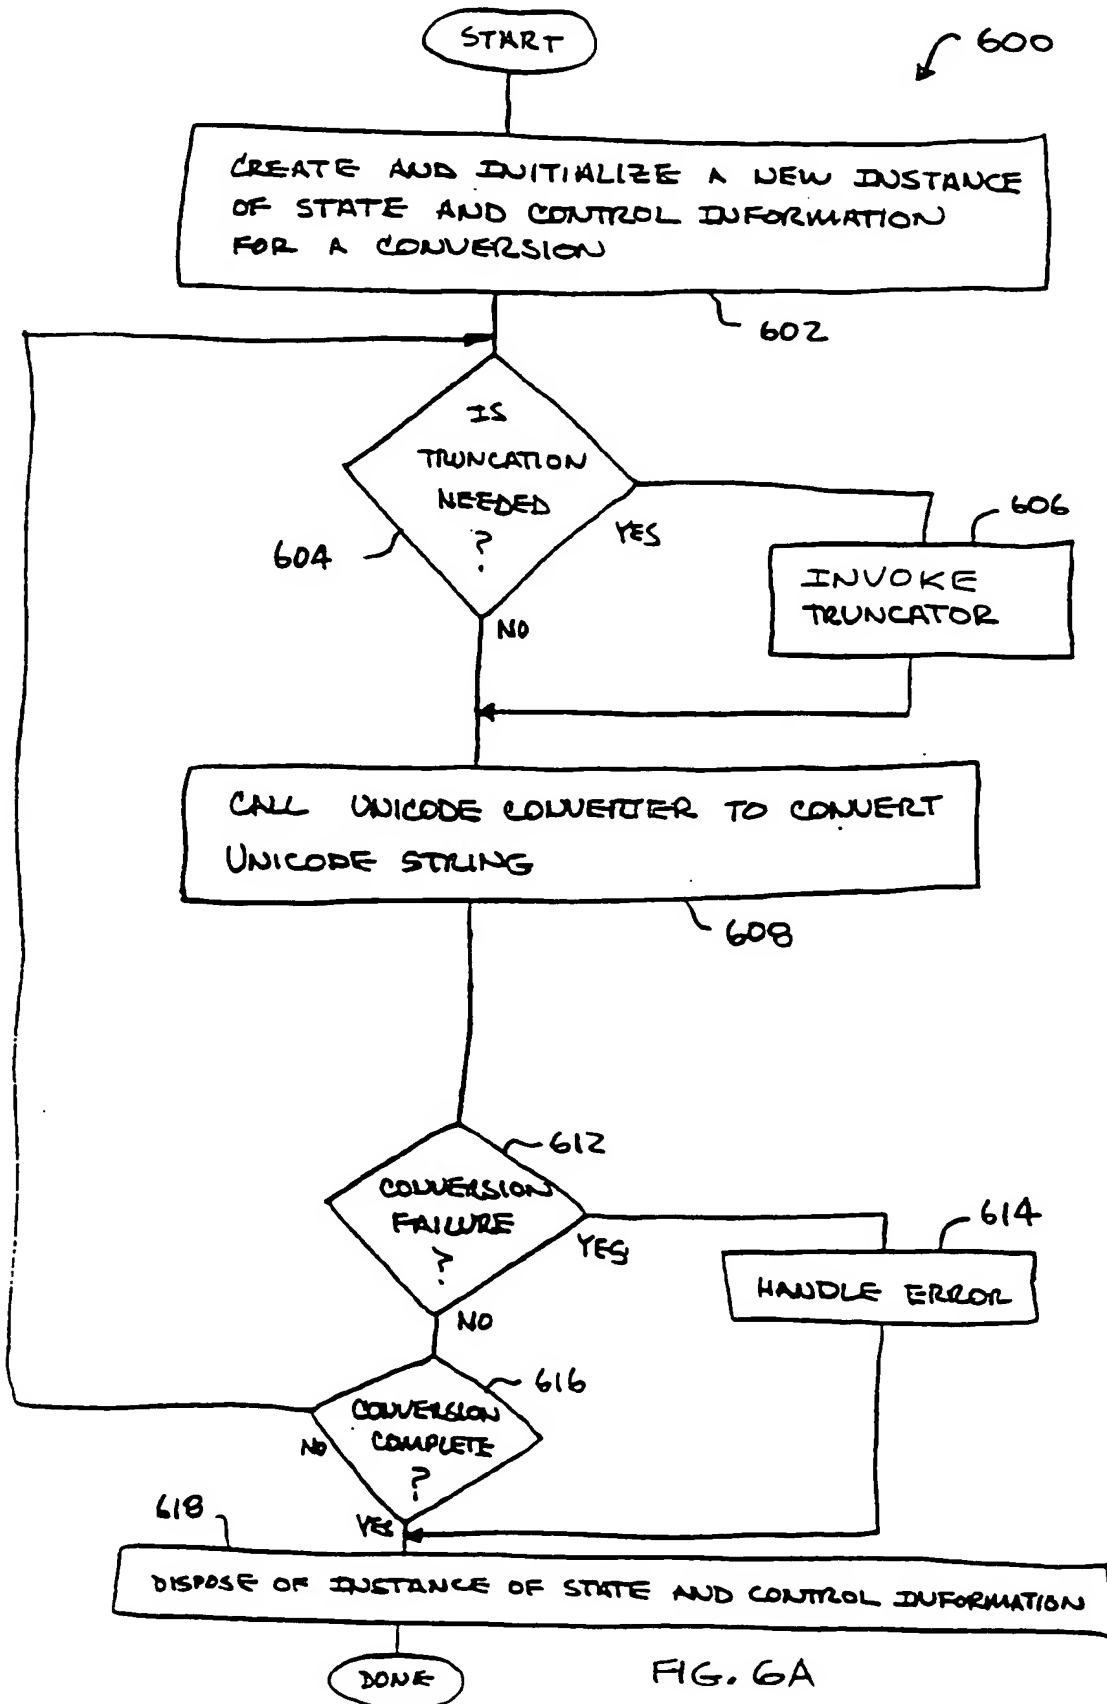 START
600
CREATE AND INITIALIZE A NEW INSTANCE
OF STATE AND CONTROL INFORMATION
FOR A CONVERSION
602
IS
TRUNCATION
NEEDED
?
604
YES
606
INVOKE
TRUNCATOR
NO
CALL UNICODE CONVERTER TO CONVERT
UNICODE STRING
608
612
CONVERSION
FAILURE
?
YES
614
HANDLE ERROR
NO
616
CONVERSION
COMPLETE
?
NO
618
YES
DISPOSE OF INSTANCE OF STATE AND CONTROL INFORMATION
DONE
FIG. 6A